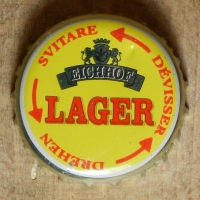 SVITARE
DÉVISSER
EICHHOF
LAGER
DREHEN